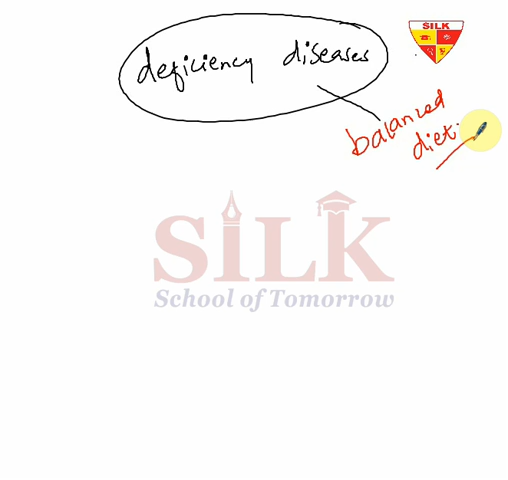 SILK
deficiency diseases
balanced
diet.
SiLK
School of Tomorrow